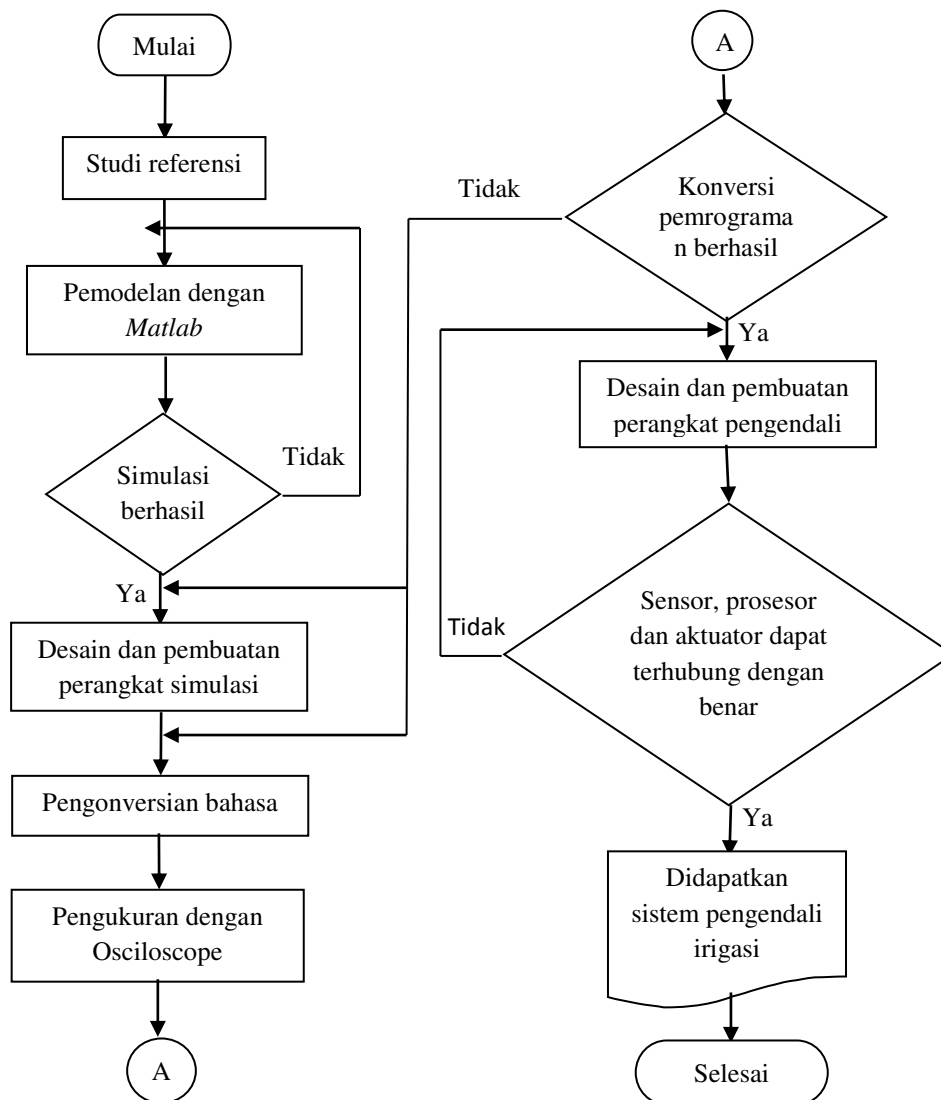 Mulai
Studi referensi
Pemodelan dengan
Matlab
Simulasi
berhasil
Tidak
Ya
Desain dan pembuatan
perangkat simulasi
Pengonversian bahasa
Pengukuran dengan
Osciloscope
A
A
Konversi
pemrograma
n berhasil
Tidak
Ya
Desain dan pembuatan
perangkat pengendali
Sensor, prosesor
dan aktuator dapat
terhubung dengan
benar
Tidak
Ya
Didapatkan
sistem pengendali
irigasi
Selesai